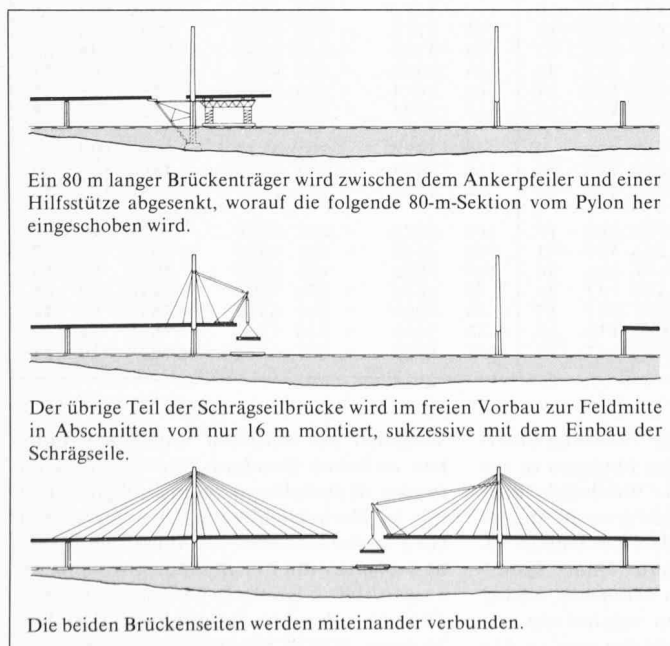 Ein 80 m langer Brückenträger wird zwischen dem Ankerpfeiler und einer
Hilfsstütze abgesenkt, worauf die folgende 80-m-Sektion vom Pylon her
eingeschoben wird.
Der übrige Teil der Schrägseilbrücke wird im freien Vorbau zur Feldmitte
in Abschnitten von nur 16 m montiert, sukzessive mit dem Einbau der
Schrägseile.
Die beiden Brückenseiten werden miteinander verbunden.